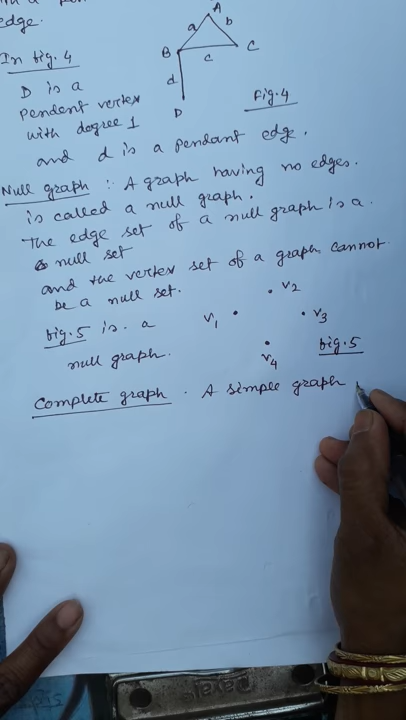 edge.
A
a
b
B
c
C
d
D
Fig.4
In fig.4
D is a
pendent vertex
with degree 1
and d is a pendant edge.
Null graph : A graph having no edges.
is called a null graph.
The edge set of a null graph is a
null set
and the vertex set of a graph cannot
be a null set.
fig.5 is a
null graph.
v1
v2
v3
v4
fig.5
Complete graph . A simple graph